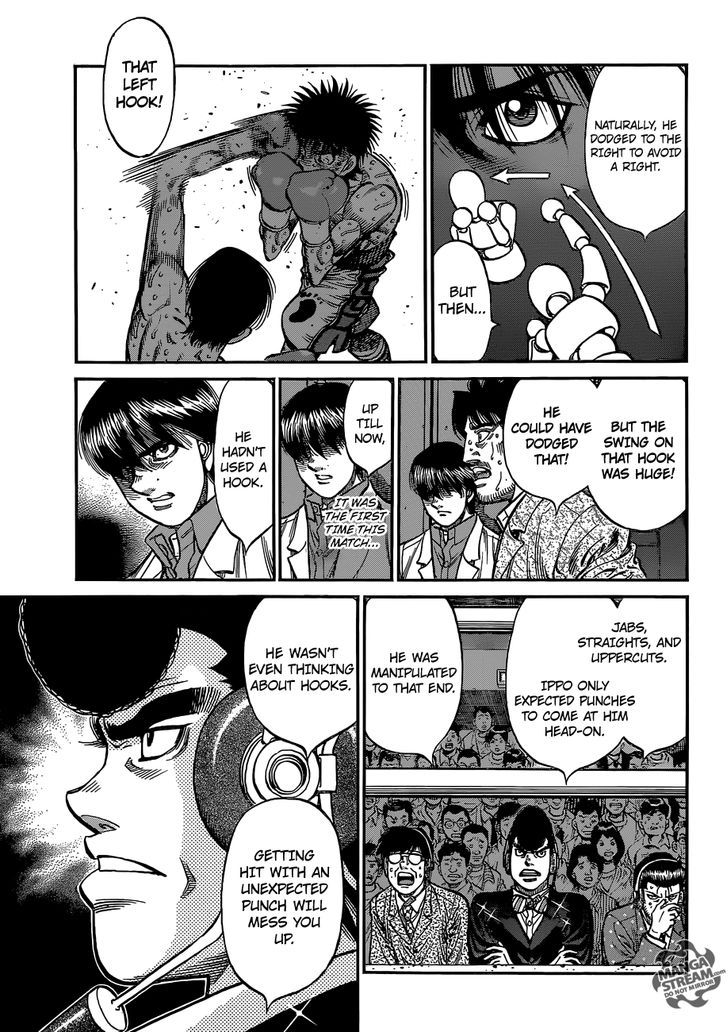 NATURALLY, HE
DODGED TO THE
RIGHT TO AVOID
A RIGHT.
BUT
THEN...
THAT
LEFT
HOOK!
BUT THE
SWING ON
THAT HOOK
WAS HUGE!
HE
COULD HAVE
DODGED
THAT!
UP
TILL
NOW,
IT WAS
THE FIRST
TIME THIS
MATCH...
HE
HADN'T
USED A
HOOK.
JABS,
STRAIGHTS, AND
UPPERCUTS.
IPPO ONLY
EXPECTED PUNCHES
TO COME AT HIM
HEAD-ON.
HE WAS
MANIPULATED
TO THAT END.
HE WASN'T
EVEN THINKING
ABOUT HOOKS.
GETTING
HIT WITH AN
UNEXPECTED
PUNCH WILL
MESS YOU
UP.
MANGA
STREAM.com
DO NOT MIRROR!